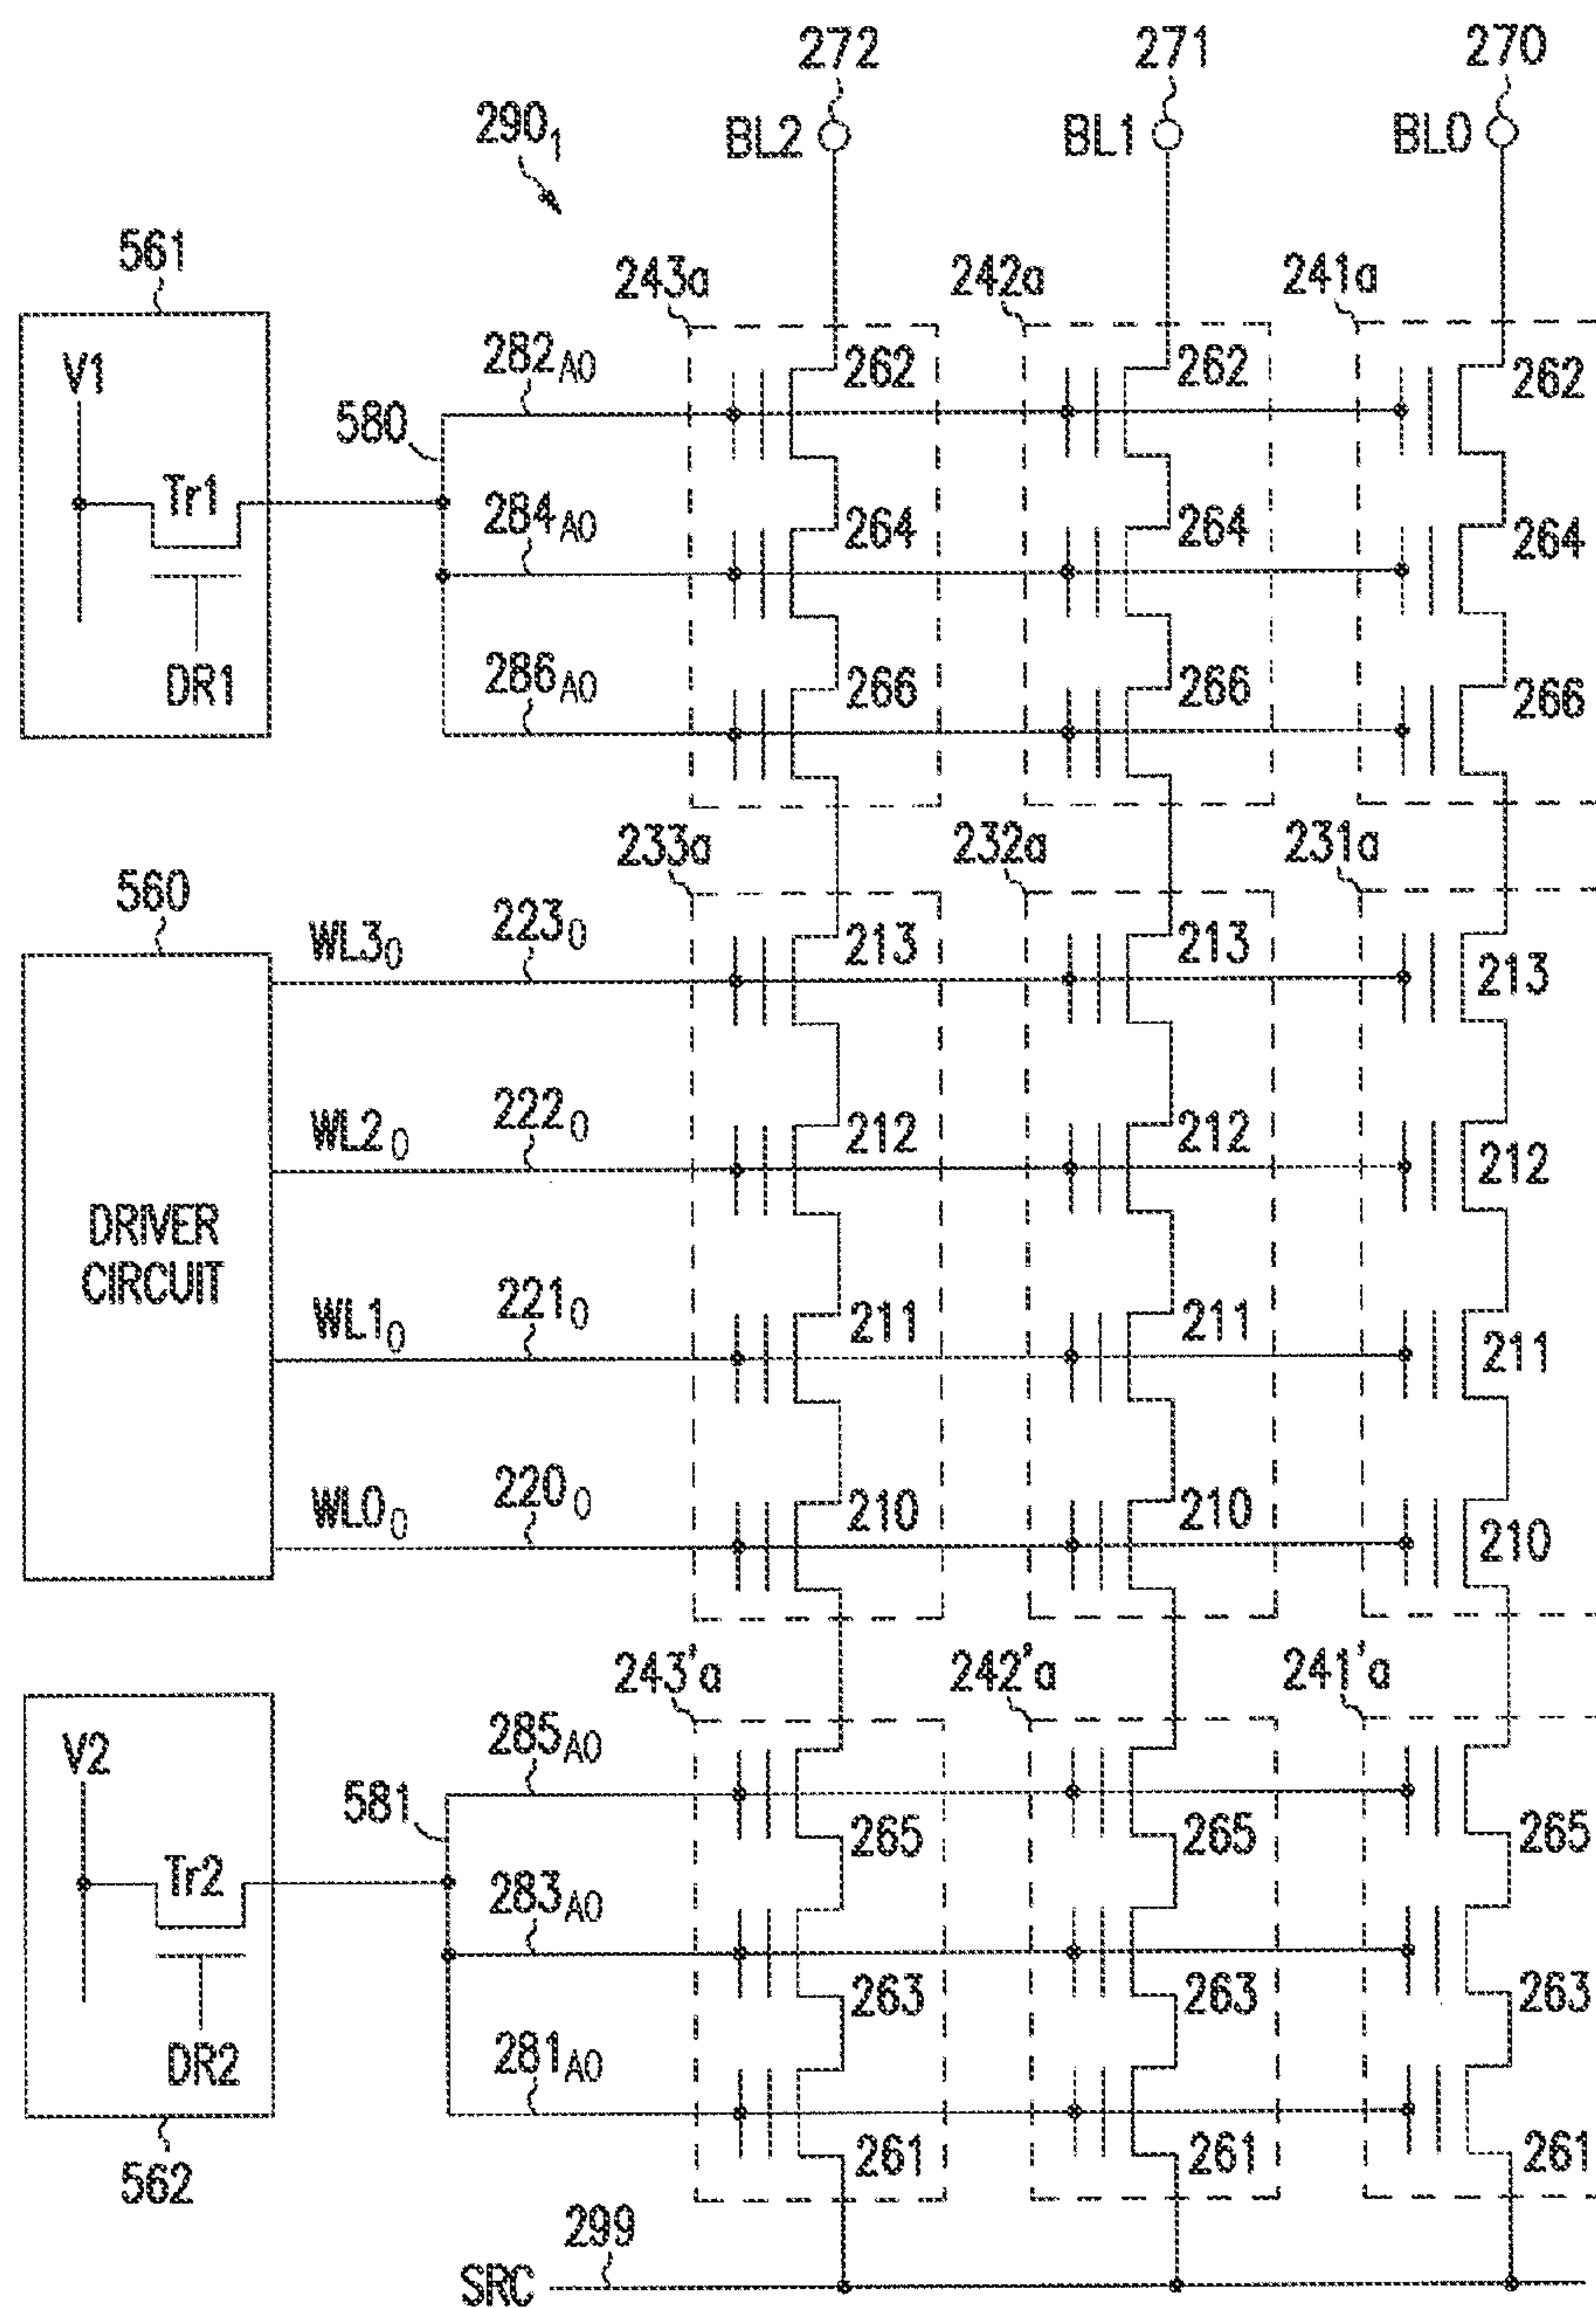 272 271 270
290₁ BL2 BL1 BL0
561 243a 242a 241a
V1 282A0 262 262 262
580
Tr1 284A0 264 264 264
DR1 286A0 266 266 266
233a 232a 231a
560
WL3₀ 223₀ 213 213 213
WL2₀ 222₀ 212 212 212
DRIVER
CIRCUIT
WL1₀ 221₀ 211 211 211
WL0₀ 220₀ 210 210 210
243'a 242'a 241'a
V2 285A0
581 265 265 265
Tr2 283A0
263 263 263
DR2 281A0
562 261 261 261
299
SRC